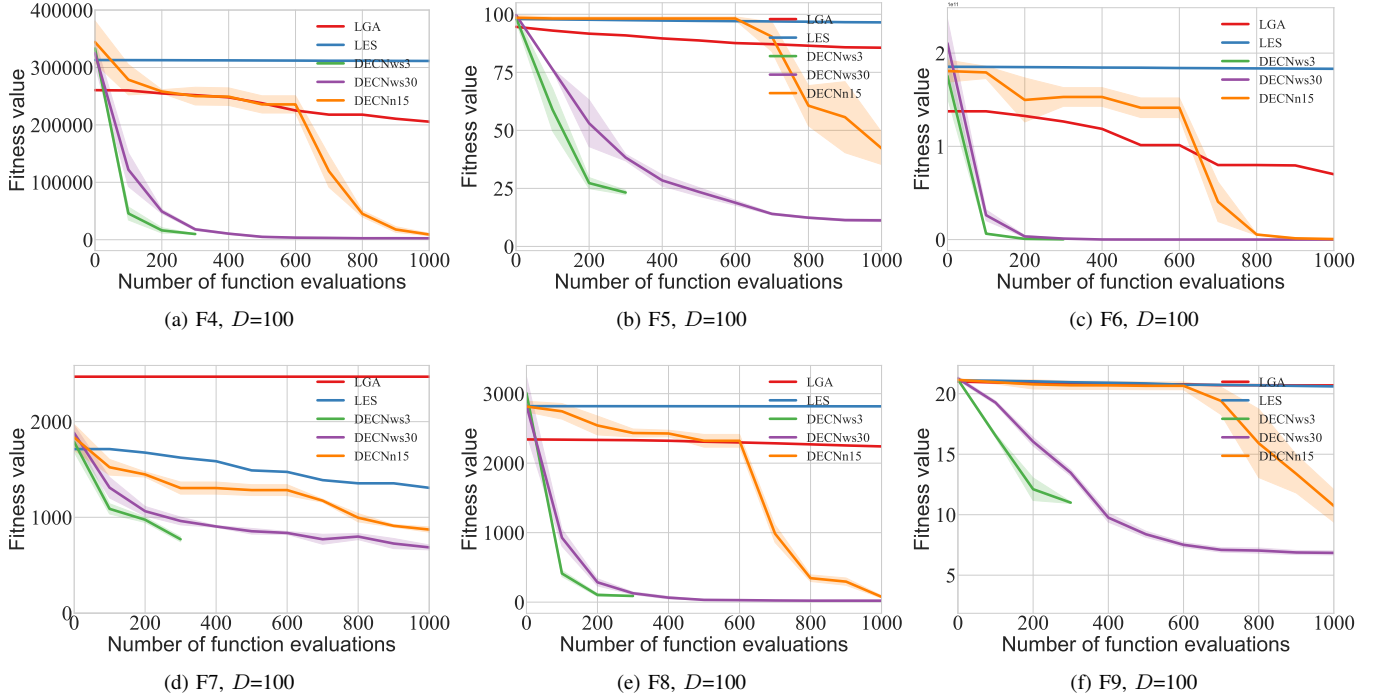 400000
300000
200000
100000
0
Fitness value
0 200 400 600 800 1000
Number of function evaluations
LGA
LES
DECNws3
DECNws30
DECNn15
(a) F4, D=100
100
75
50
25
0
Fitness value
0 200 400 600 800 1000
Number of function evaluations
LGA
LES
DECNws3
DECNws30
DECNn15
(b) F5, D=100
1e11
2
1
0
Fitness value
0 200 400 600 800 1000
Number of function evaluations
LGA
LES
DECNws3
DECNws30
DECNn15
(c) F6, D=100
2000
1000
0
Fitness value
0 200 400 600 800 1000
Number of function evaluations
LGA
LES
DECNws3
DECNws30
DECNn15
(d) F7, D=100
3000
2000
1000
0
Fitness value
0 200 400 600 800 1000
Number of function evaluations
LGA
LES
DECNws3
DECNws30
DECNn15
(e) F8, D=100
20
15
10
5
Fitness value
0 200 400 600 800 1000
Number of function evaluations
LGA
LES
DECNws3
DECNws30
DECNn15
(f) F9, D=100